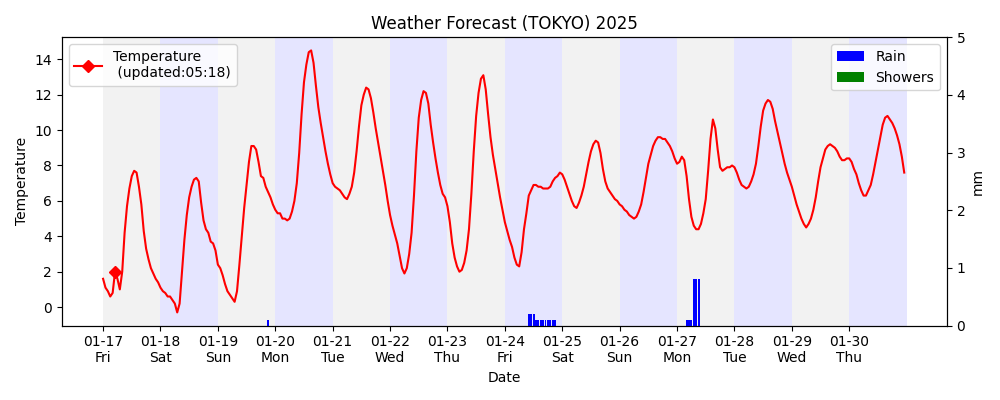 Weather Forecast (TOKYO) 2025
Temperature
(updated:05:18)
Rain
Showers
14
12
10
8
6
4
2
0
Temperature
5
4
3
2
1
0
mm
01-17 01-18 01-19 01-20 01-21 01-22 01-23 01-24 01-25 01-26 01-27 01-28 01-29 01-30
Fri Sat Sun Mon Tue Wed Thu Fri Sat Sun Mon Tue Wed Thu
Date